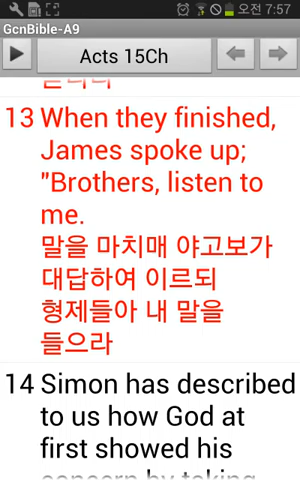 오전 7:57
GcnBible-A9
Acts 15Ch
13 When they finished,
James spoke up;
"Brothers, listen to
me.
말을 마치매 야고보가
대답하여 이르되
형제들아 내 말을
들으라
14 Simon has described
to us how God at
first showed his
concern by taking